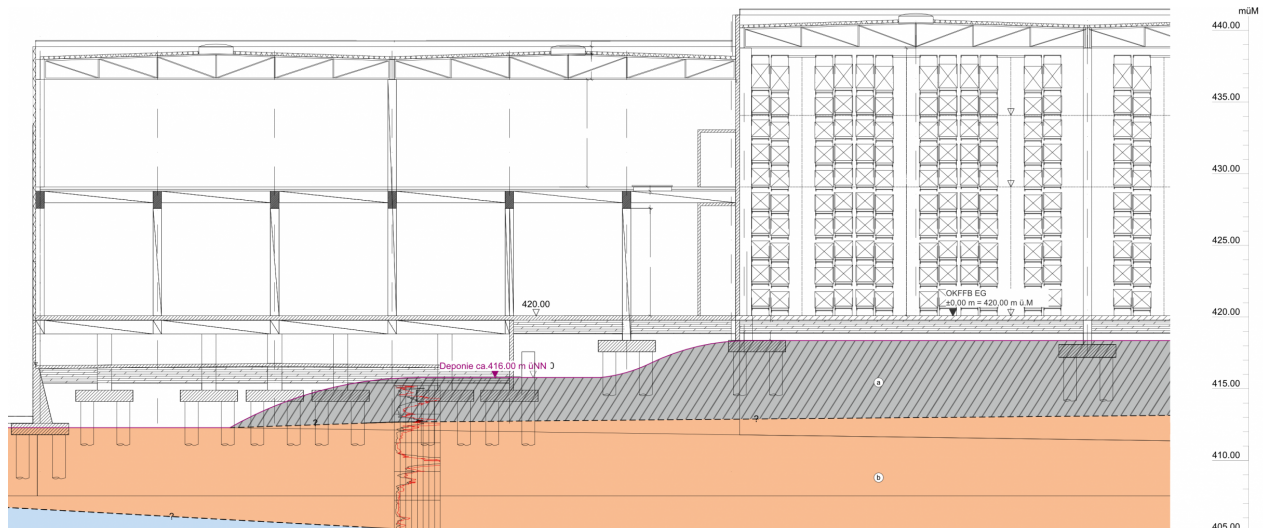 müM
440.00
435.00
430.00
425.00
OKFFB EG
±0.00 m = 420.00 m ü.M
420.00
420.00
Deponie ca.416.00 m üNN
415.00
a
?
?
410.00
b
?
405.00